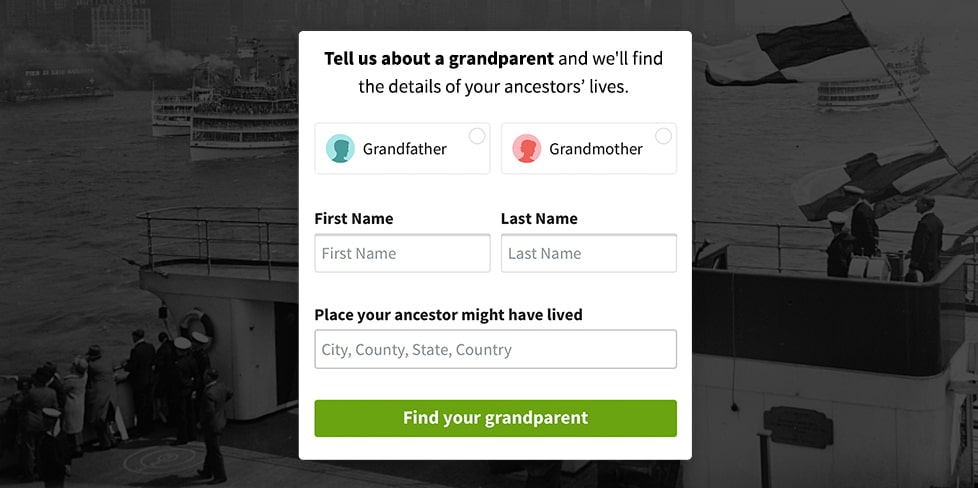 Tell us about a grandparent and we'll find
the details of your ancestors’ lives.
Grandfather
Grandmother
First Name
Last Name
First Name
Last Name
Place your ancestor might have lived
City, County, State, Country
Find your grandparent